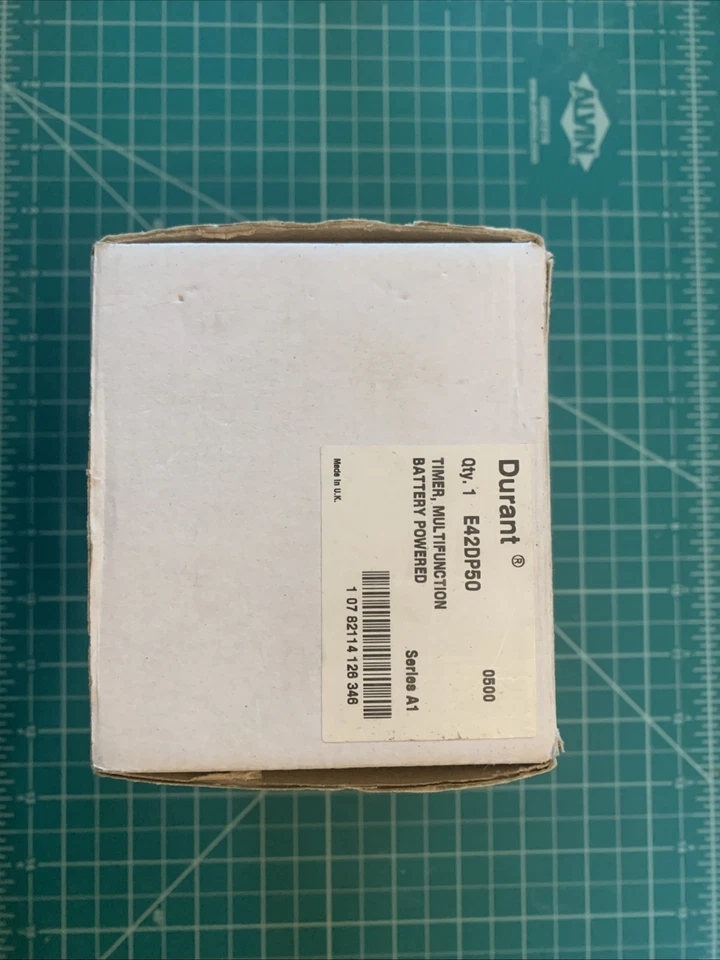 Durant ®
0500
Qty. 1 E42DP50
TIMER, MULTIFUNCTION
BATTERY POWERED
Series A1
1 07 82114 128 346
Made in U.K.
ALVIN